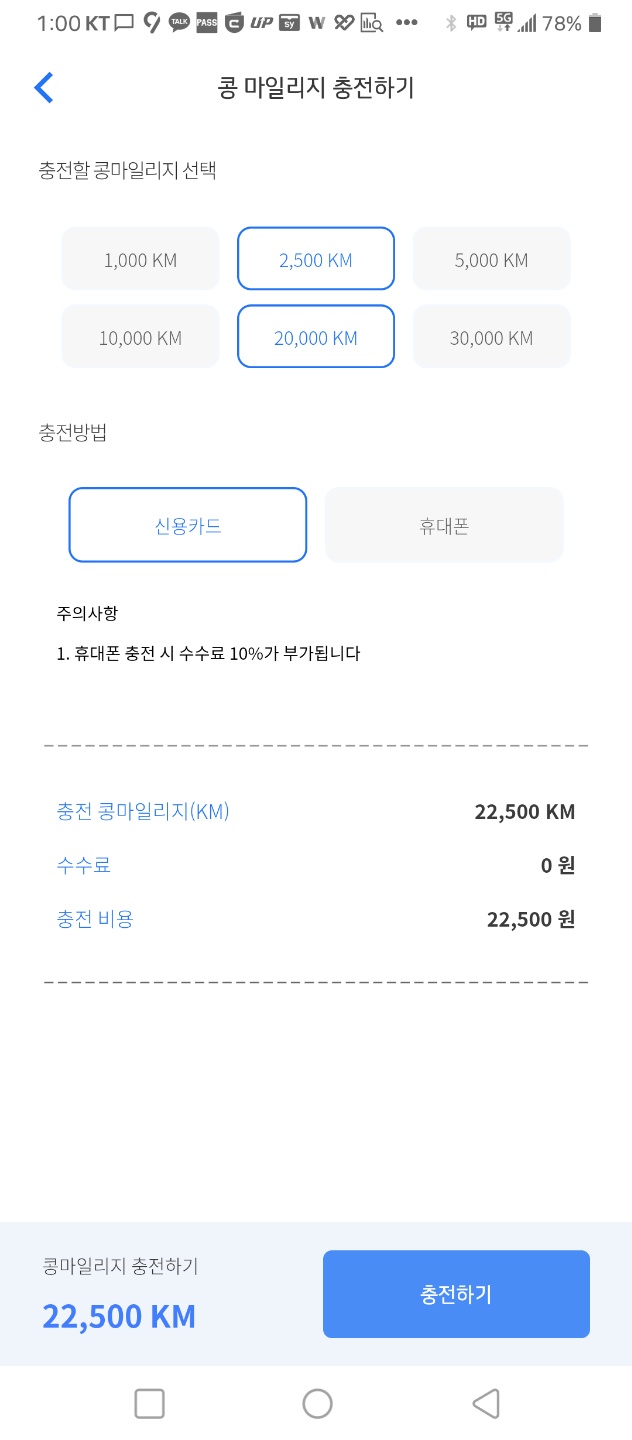 1:00 KT TALK PASS UP sy W HD 5G 78%
콩 마일리지 충전하기
충전할 콩마일리지 선택
1,000 KM 2,500 KM 5,000 KM
10,000 KM 20,000 KM 30,000 KM
충전방법
신용카드 휴대폰
주의사항
1. 휴대폰 충전 시 수수료 10%가 부가됩니다
충전 콩마일리지(KM) 22,500 KM
수수료 0 원
충전 비용 22,500 원
콩마일리지 충전하기
22,500 KM
충전하기